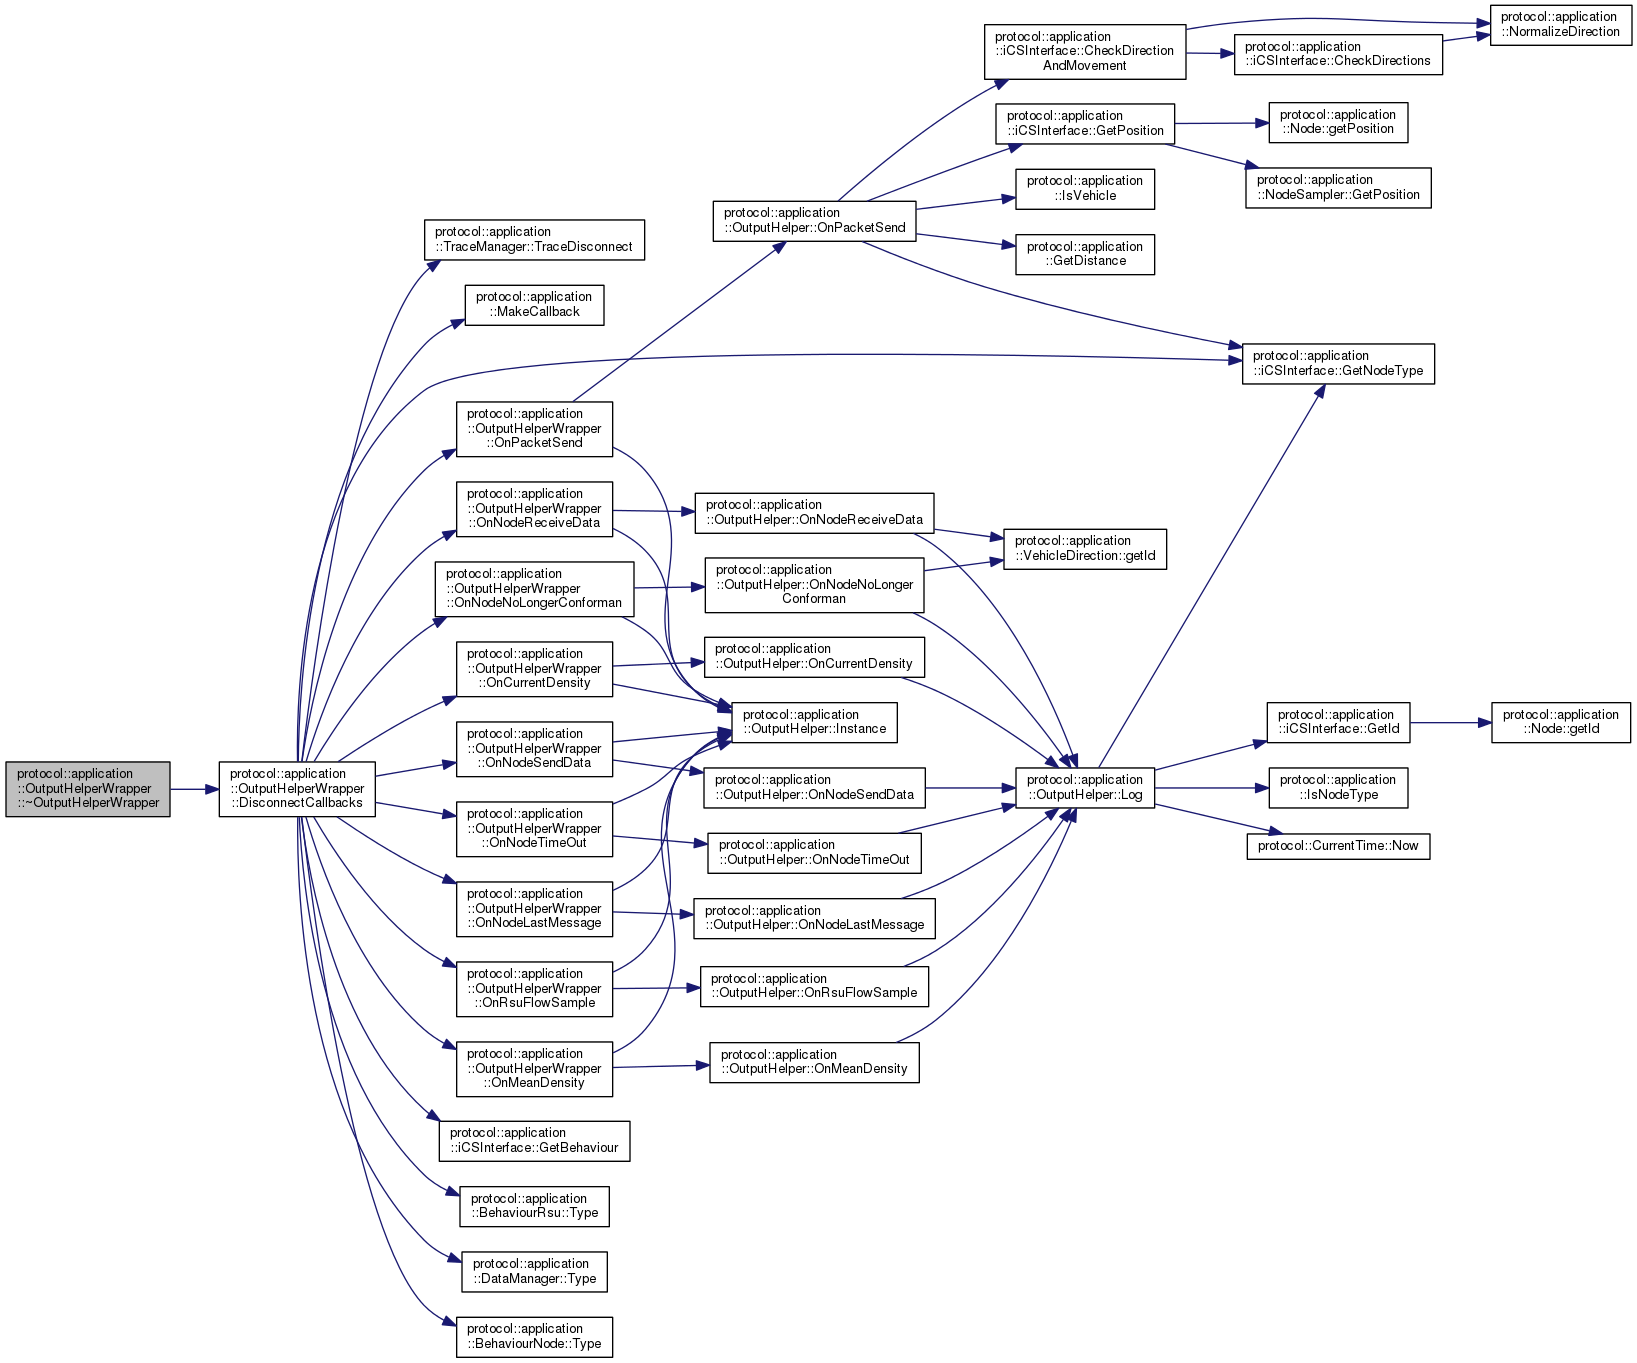 protocol::application
::OutputHelperWrapper
::~OutputHelperWrapper
protocol::application
::OutputHelperWrapper
::DisconnectCallbacks
protocol::application
::TraceManager::TraceDisconnect
protocol::application
::MakeCallback
protocol::application
::OutputHelperWrapper
::OnPacketSend
protocol::application
::OutputHelperWrapper
::OnNodeReceiveData
protocol::application
::OutputHelperWrapper
::OnNodeNoLongerConforman
protocol::application
::OutputHelperWrapper
::OnCurrentDensity
protocol::application
::OutputHelperWrapper
::OnNodeSendData
protocol::application
::OutputHelperWrapper
::OnNodeTimeOut
protocol::application
::OutputHelperWrapper
::OnNodeLastMessage
protocol::application
::OutputHelperWrapper
::OnRsuFlowSample
protocol::application
::OutputHelperWrapper
::OnMeanDensity
protocol::application
::iCSInterface::GetBehaviour
protocol::application
::BehaviourRsu::Type
protocol::application
::DataManager::Type
protocol::application
::BehaviourNode::Type
protocol::application
::OutputHelper::OnPacketSend
protocol::application
::OutputHelper::OnNodeReceiveData
protocol::application
::OutputHelper::OnNodeNoLonger
Conforman
protocol::application
::OutputHelper::OnCurrentDensity
protocol::application
::OutputHelper::Instance
protocol::application
::OutputHelper::OnNodeSendData
protocol::application
::OutputHelper::OnNodeTimeOut
protocol::application
::OutputHelper::OnNodeLastMessage
protocol::application
::OutputHelper::OnRsuFlowSample
protocol::application
::OutputHelper::OnMeanDensity
protocol::application
::iCSInterface::CheckDirection
AndMovement
protocol::application
::iCSInterface::GetPosition
protocol::application
::IsVehicle
protocol::application
::GetDistance
protocol::application
::VehicleDirection::getId
protocol::application
::OutputHelper::Log
protocol::application
::iCSInterface::CheckDirections
protocol::application
::Node::getPosition
protocol::application
::NodeSampler::GetPosition
protocol::application
::iCSInterface::GetNodeType
protocol::application
::iCSInterface::GetId
protocol::application
::IsNodeType
protocol::CurrentTime::Now
protocol::application
::NormalizeDirection
protocol::application
::Node::getId